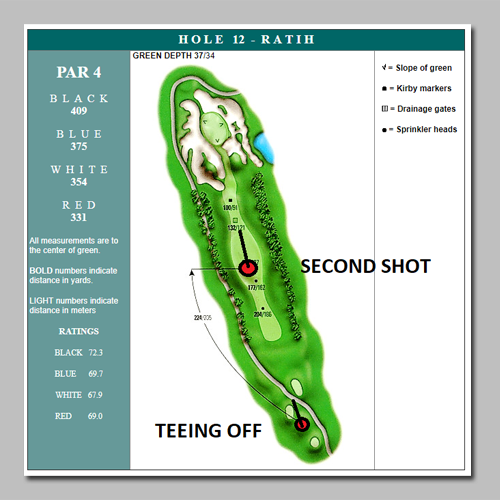 HOLE 12 - RATIH
PAR 4
BLACK
409
BLUE
375
WHITE
354
RED
331
All measurements are to
the center of green.
BOLD numbers indicate
distance in yards.
LIGHT numbers indicate
distance in meters
RATINGS
BLACK 72.3
BLUE 69.7
WHITE 67.9
RED 69.0
GREEN DEPTH 37/34
100/91
132/121
SECOND SHOT
177/162
204/186
224/205
TEEING OFF
= Slope of green
= Kirby markers
= Drainage gates
= Sprinkler heads